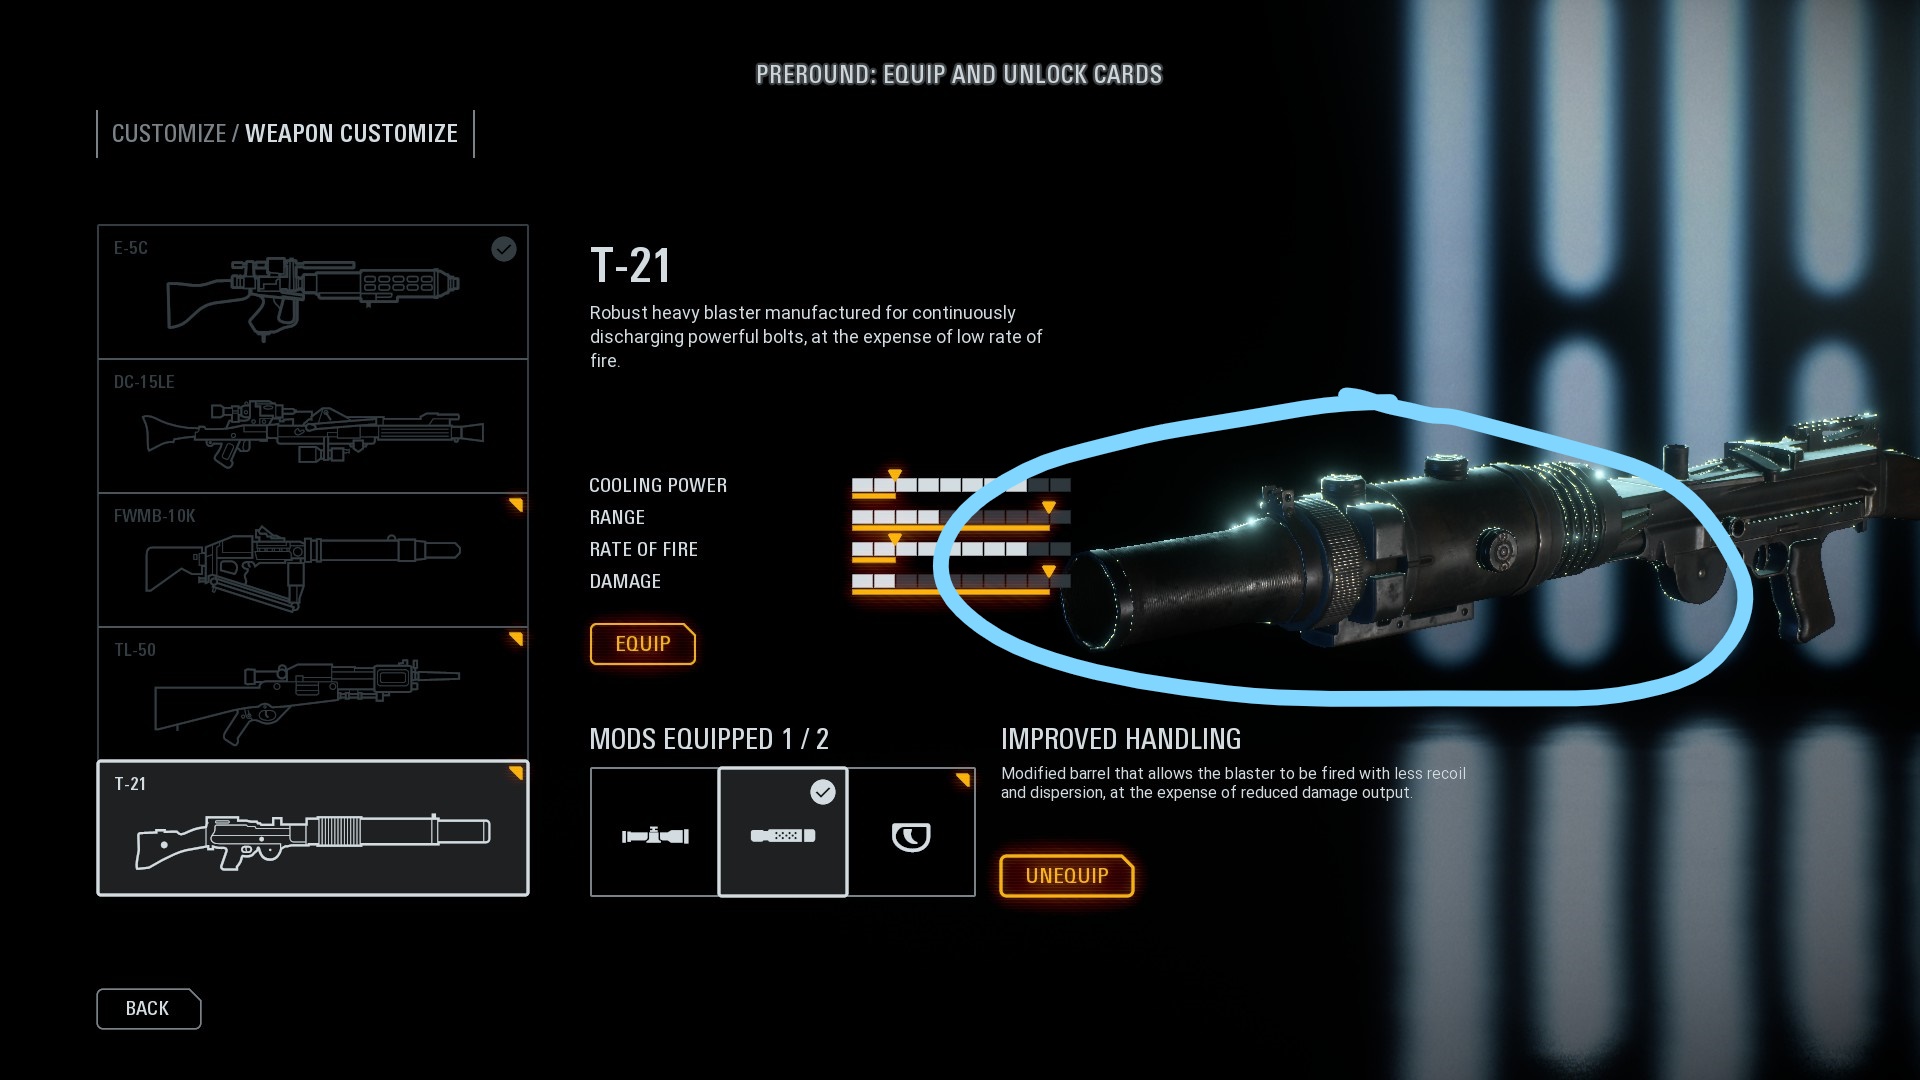 PREROUND: EQUIP AND UNLOCK CARDS
CUSTOMIZE / WEAPON CUSTOMIZE
E-5C
DC-15LE
FWMB-10K
TL-50
T-21
T-21
Robust heavy blaster manufactured for continuously
discharging powerful bolts, at the expense of low rate of
fire.
COOLING POWER
RANGE
RATE OF FIRE
DAMAGE
EQUIP
MODS EQUIPPED 1 / 2
IMPROVED HANDLING
Modified barrel that allows the blaster to be fired with less recoil
and dispersion, at the expense of reduced damage output.
UNEQUIP
BACK